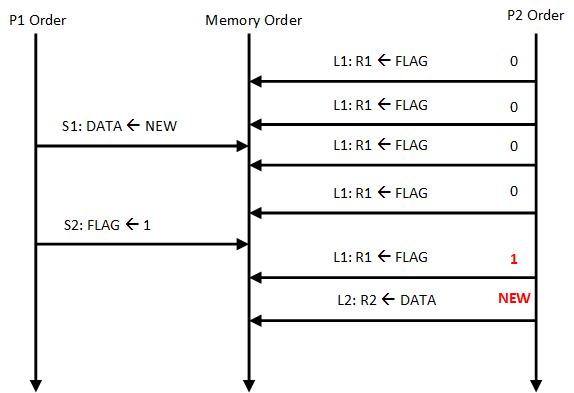 P1 Order Memory Order P2 Order
L1: R1 ← FLAG 0
L1: R1 ← FLAG 0
S1: DATA ← NEW
L1: R1 ← FLAG 0
L1: R1 ← FLAG 0
S2: FLAG ← 1
L1: R1 ← FLAG 1
L2: R2 ← DATA NEW